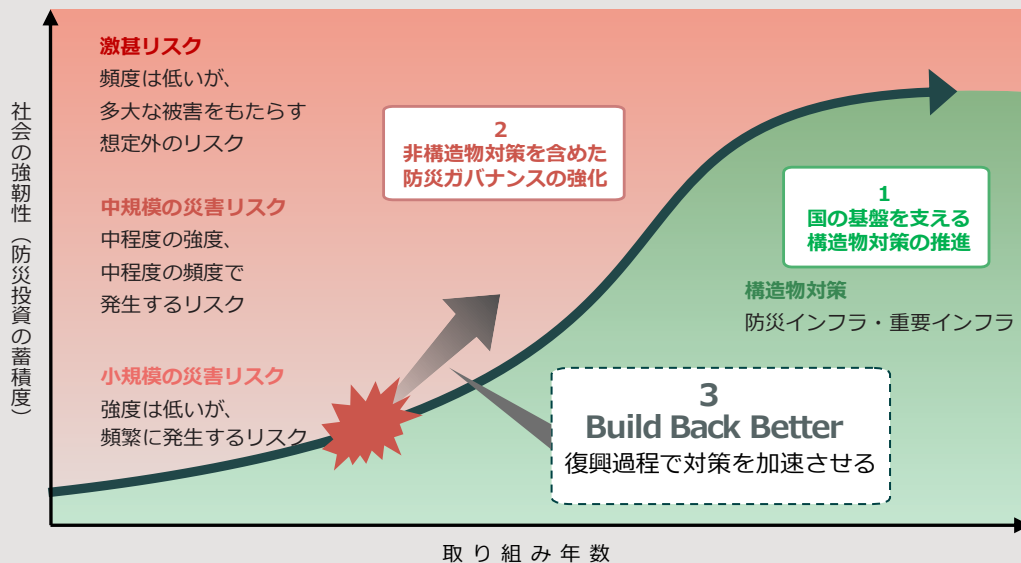 激甚リスク
頻度は低いが、
多大な被害をもたらす
想定外のリスク
中規模の災害リスク
中程度の強度、
中程度の頻度で
発生するリスク
小規模の災害リスク
強度は低いが、
頻繁に発生するリスク
2
非構造物対策を含めた
防災ガバナンスの強化
1
国の基盤を支える
構造物対策の推進
構造物対策
防災インフラ・重要インフラ
3
Build Back Better
復興過程で対策を加速させる
社会の強靭性（防災投資の蓄積度）
取り組み年数